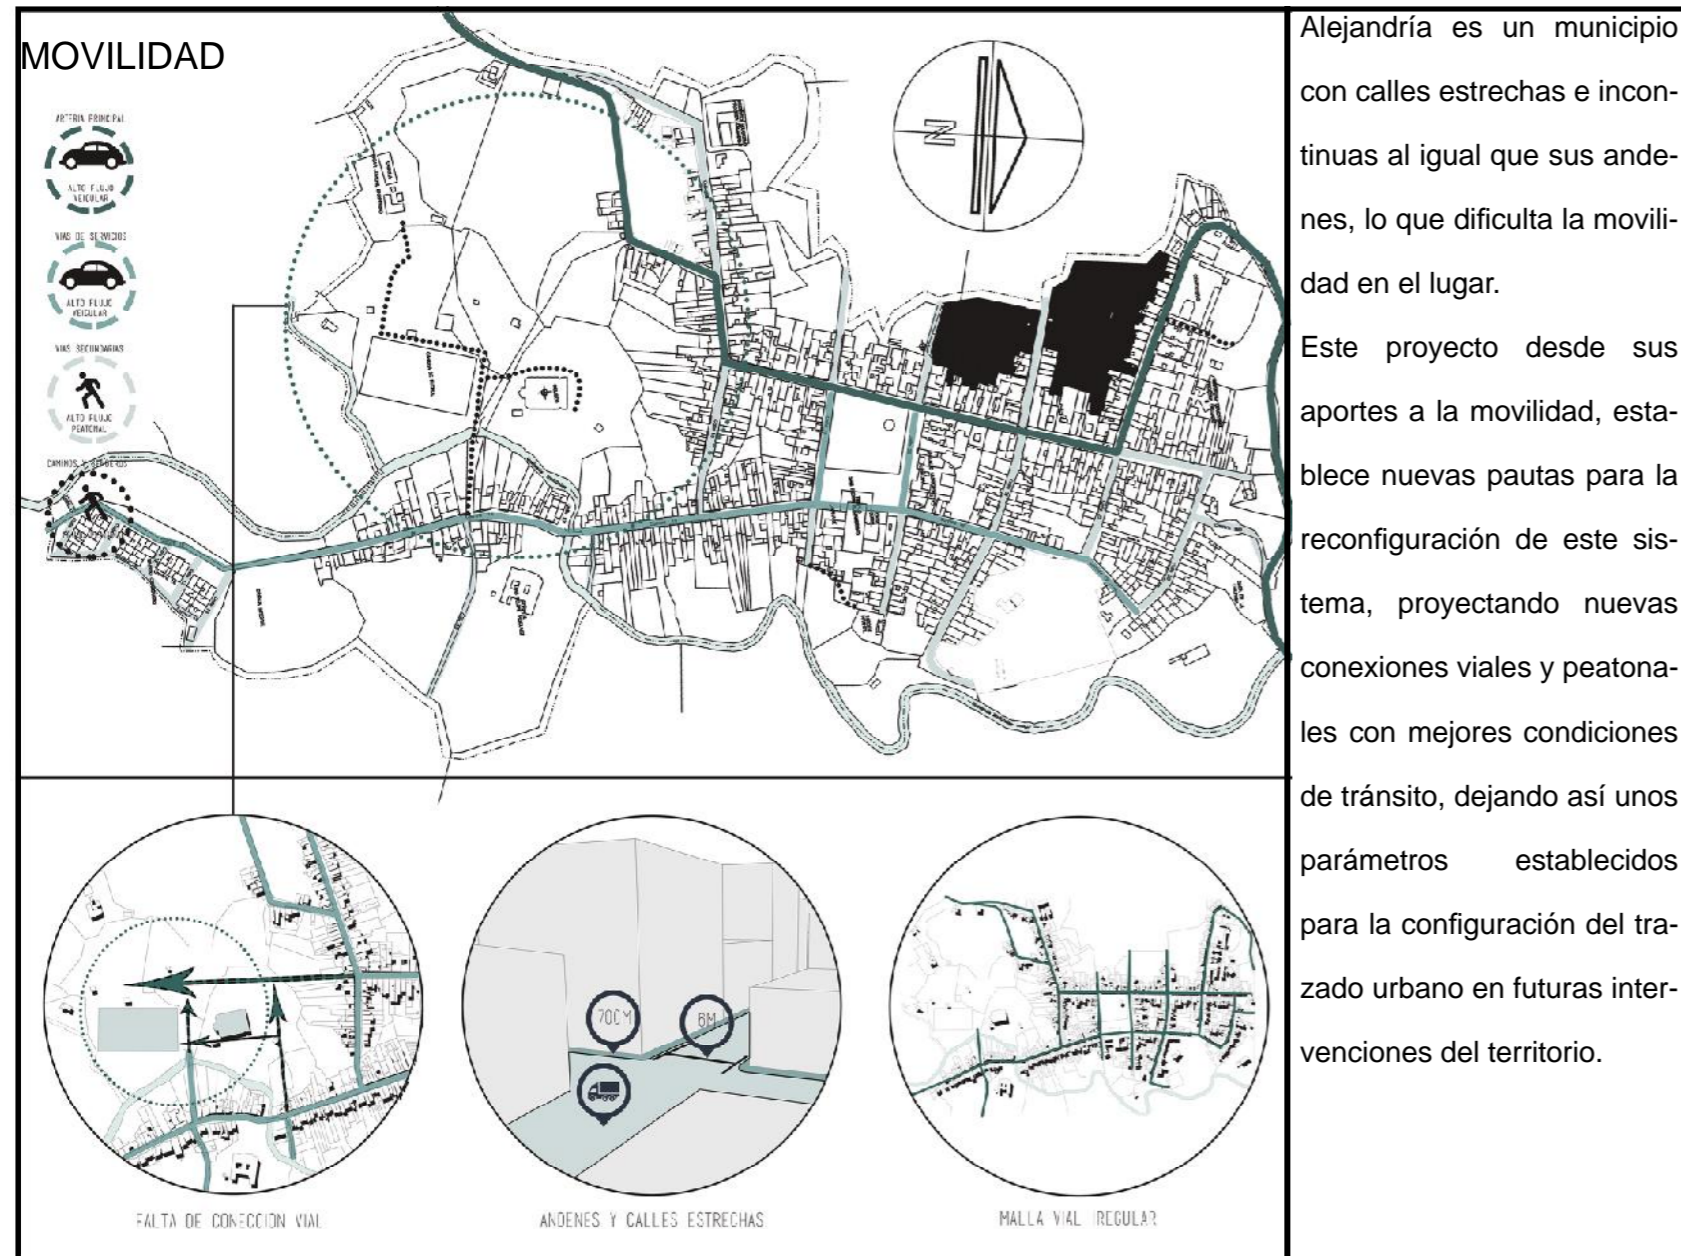 MOVILIDAD
ARTERIA PRINCIPAL
ALTO FLUJO
VEICULAR
VIAS DE SERVICIOS
ALTO FLUJO
VEICULAR
VIAS SECUNDARIAS
ALTO FLUJO
PEATONAL
CAMINOS Y SENDEROS
N
70CM
6M
FALTA DE CONECCION VIAL
ANDENES Y CALLES ESTRECHAS
MALLA VIAL IREGULAR
Alejandría es un municipio
con calles estrechas e incon-
tinuas al igual que sus ande-
nes, lo que dificulta la movili-
dad en el lugar.
Este proyecto desde sus
aportes a la movilidad, esta-
blece nuevas pautas para la
reconfiguración de este sis-
tema, proyectando nuevas
conexiones viales y peatona-
les con mejores condiciones
de tránsito, dejando así unos
parámetros establecidos
para la configuración del tra-
zado urbano en futuras inter-
venciones del territorio.